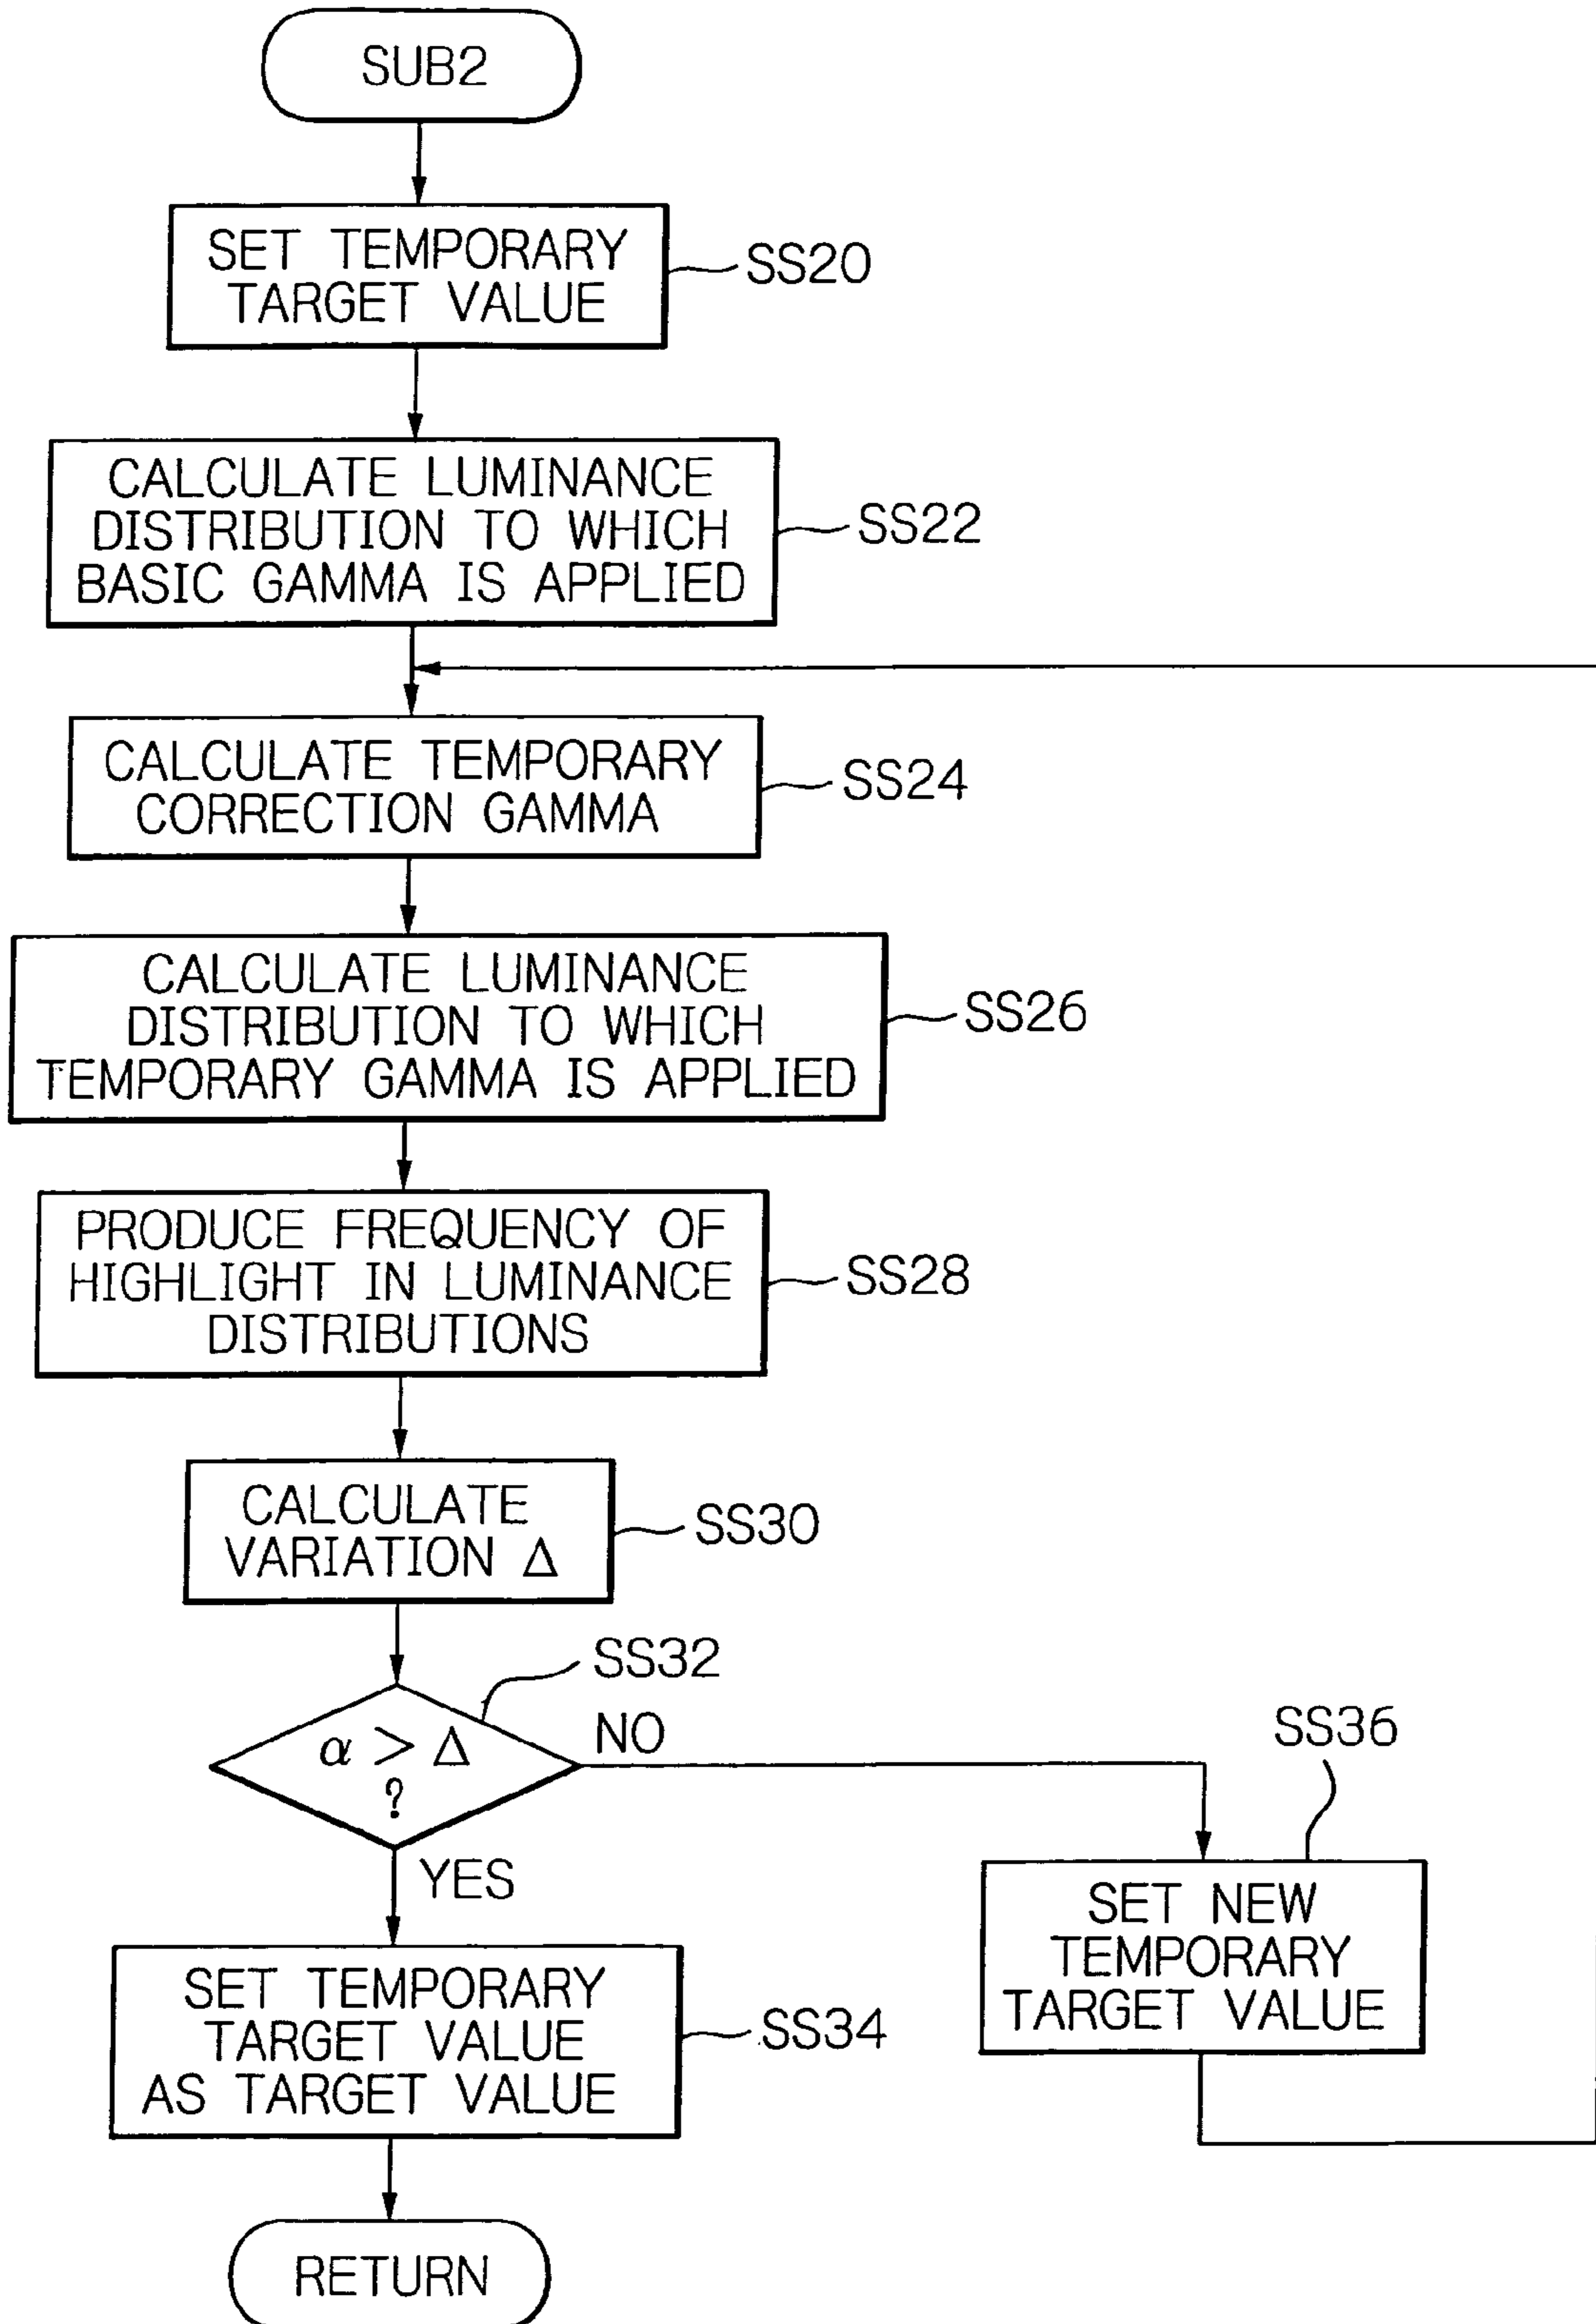 SUB2
SET TEMPORARY
TARGET VALUE
SS20
CALCULATE LUMINANCE
DISTRIBUTION TO WHICH
BASIC GAMMA IS APPLIED
SS22
CALCULATE TEMPORARY
CORRECTION GAMMA
SS24
CALCULATE LUMINANCE
DISTRIBUTION TO WHICH
TEMPORARY GAMMA IS APPLIED
SS26
PRODUCE FREQUENCY OF
HIGHLIGHT IN LUMINANCE
DISTRIBUTIONS
SS28
CALCULATE
VARIATION Δ
SS30
SS32
α > Δ
?
NO
YES
SS36
SET NEW
TEMPORARY
TARGET VALUE
SET TEMPORARY
TARGET VALUE
AS TARGET VALUE
SS34
RETURN